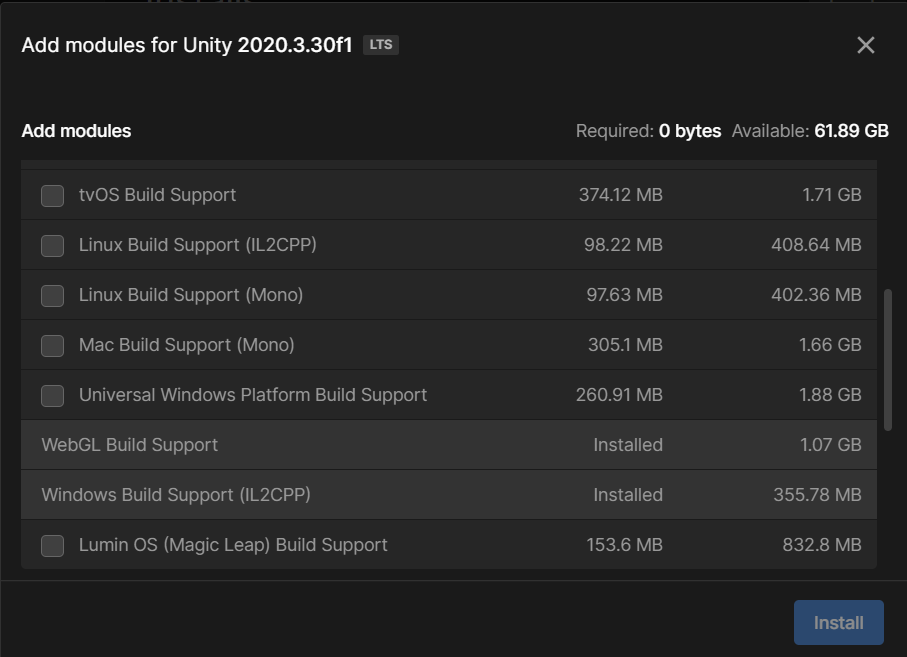 Add modules for Unity 2020.3.30f1 LTS
Add modules Required: 0 bytes Available: 61.89 GB
tvOS Build Support 374.12 MB 1.71 GB
Linux Build Support (IL2CPP) 98.22 MB 408.64 MB
Linux Build Support (Mono) 97.63 MB 402.36 MB
Mac Build Support (Mono) 305.1 MB 1.66 GB
Universal Windows Platform Build Support 260.91 MB 1.88 GB
WebGL Build Support Installed 1.07 GB
Windows Build Support (IL2CPP) Installed 355.78 MB
Lumin OS (Magic Leap) Build Support 153.6 MB 832.8 MB
Install